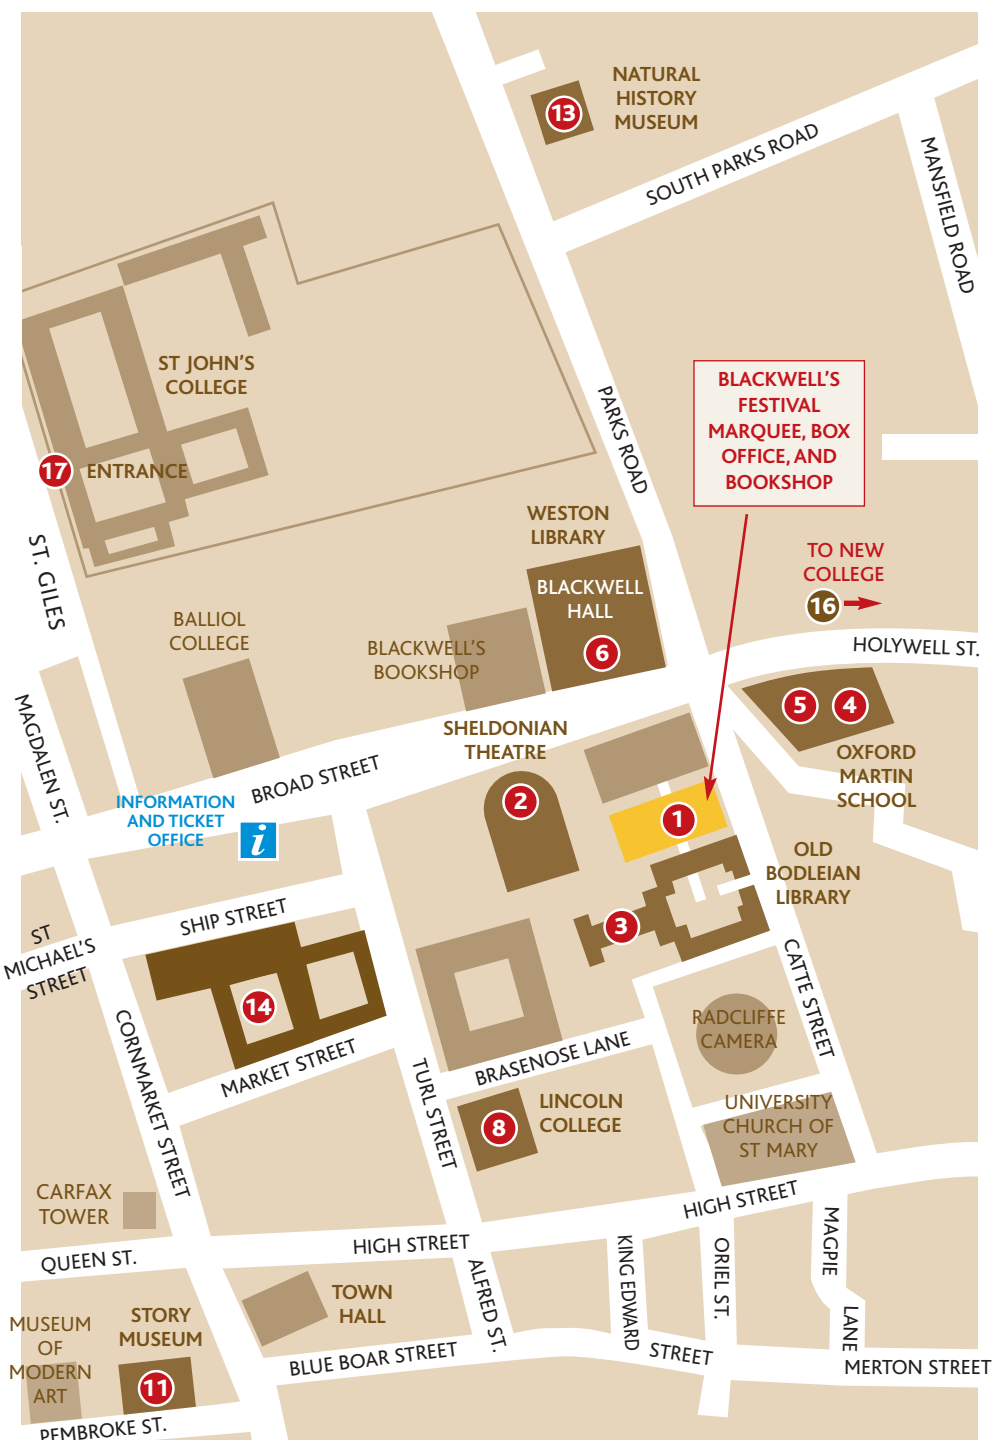 NATURAL
HISTORY
MUSEUM
13
SOUTH PARKS ROAD
MANSFIELD ROAD
ST JOHN'S
COLLEGE
17
ENTRANCE
PARKS ROAD
BLACKWELL'S
FESTIVAL
MARQUEE, BOX
OFFICE, AND
BOOKSHOP
WESTON
LIBRARY
BLACKWELL
HALL
6
TO NEW
COLLEGE
16
HOLYWELL ST.
ST. GILES
BALLIOL
COLLEGE
BLACKWELL'S
BOOKSHOP
MAGDALEN ST.
SHELDONIAN
THEATRE
2
5
4
OXFORD
MARTIN
SCHOOL
BROAD STREET
INFORMATION
AND TICKET
OFFICE
i
1
OLD
BODLEIAN
LIBRARY
3
SHIP STREET
ST
MICHAEL'S
STREET
14
CATTE STREET
RADCLIFFE
CAMERA
CORNMARKET STREET
MARKET STREET
TURL STREET
BRASENOSE LANE
LINCOLN
COLLEGE
8
UNIVERSITY
CHURCH OF
ST MARY
CARFAX
TOWER
HIGH STREET
QUEEN ST.
HIGH STREET
KING EDWARD
STREET
ORIEL ST.
MAGPIE
LANE
ALFRED ST.
TOWN
HALL
STORY
MUSEUM
11
MUSEUM
OF
MODERN
ART
BLUE BOAR STREET
MERTON STREET
PEMBROKE ST.